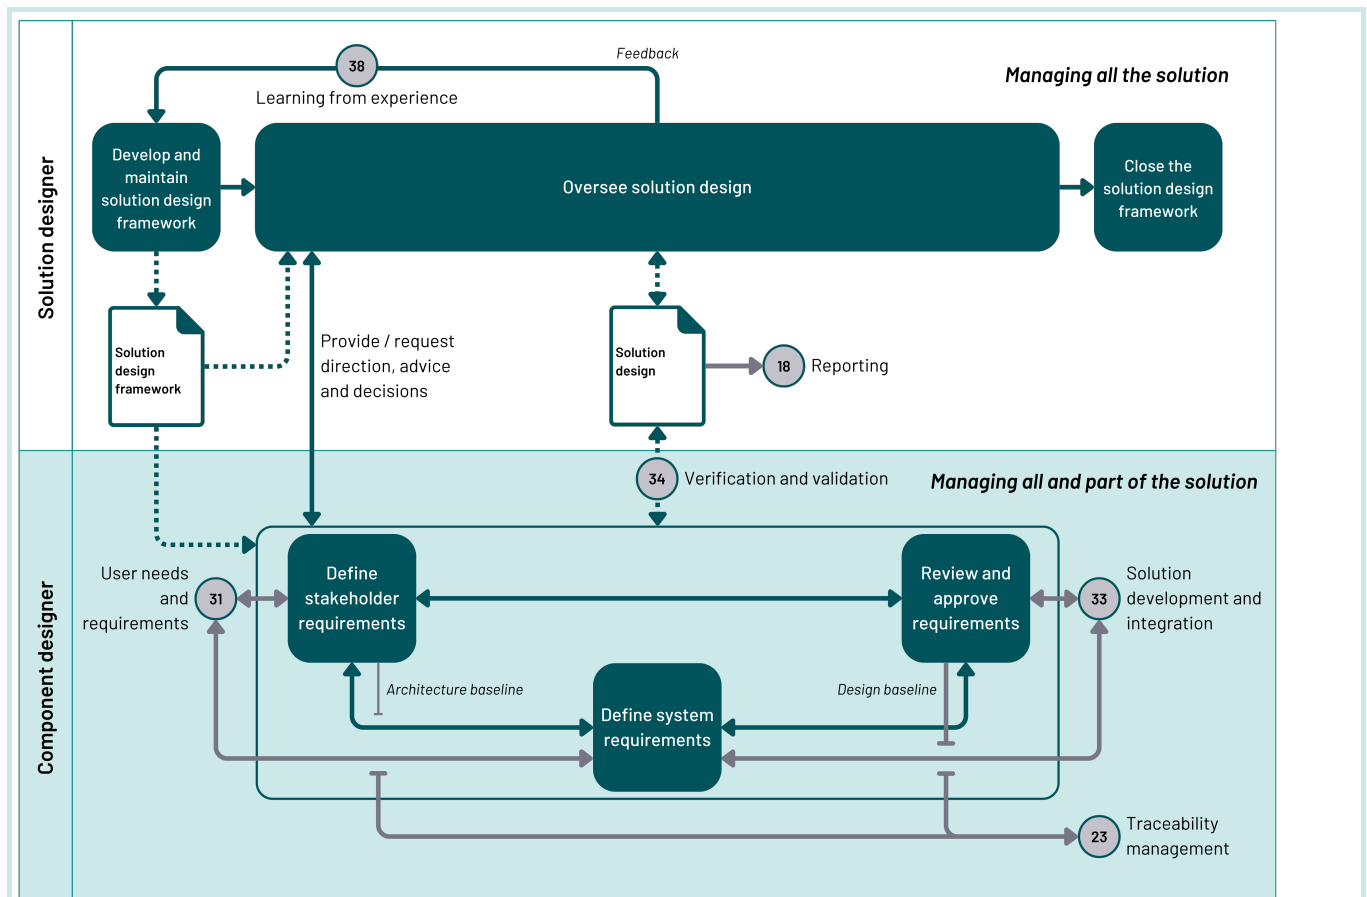 Feedback
38
Learning from experience
Managing all the solution
Solution designer
Develop and
maintain
solution design
framework
Oversee solution design
Close the
solution design
framework
Solution
design
framework
Provide / request
direction, advice
and decisions
Solution
design
18
Reporting
34
Verification and validation
Managing all and part of the solution
Component designer
User needs
and
requirements
31
Define
stakeholder
requirements
Review and
approve
requirements
33
Solution
development and
integration
Architecture baseline
Design baseline
Define system
requirements
23
Traceability
management